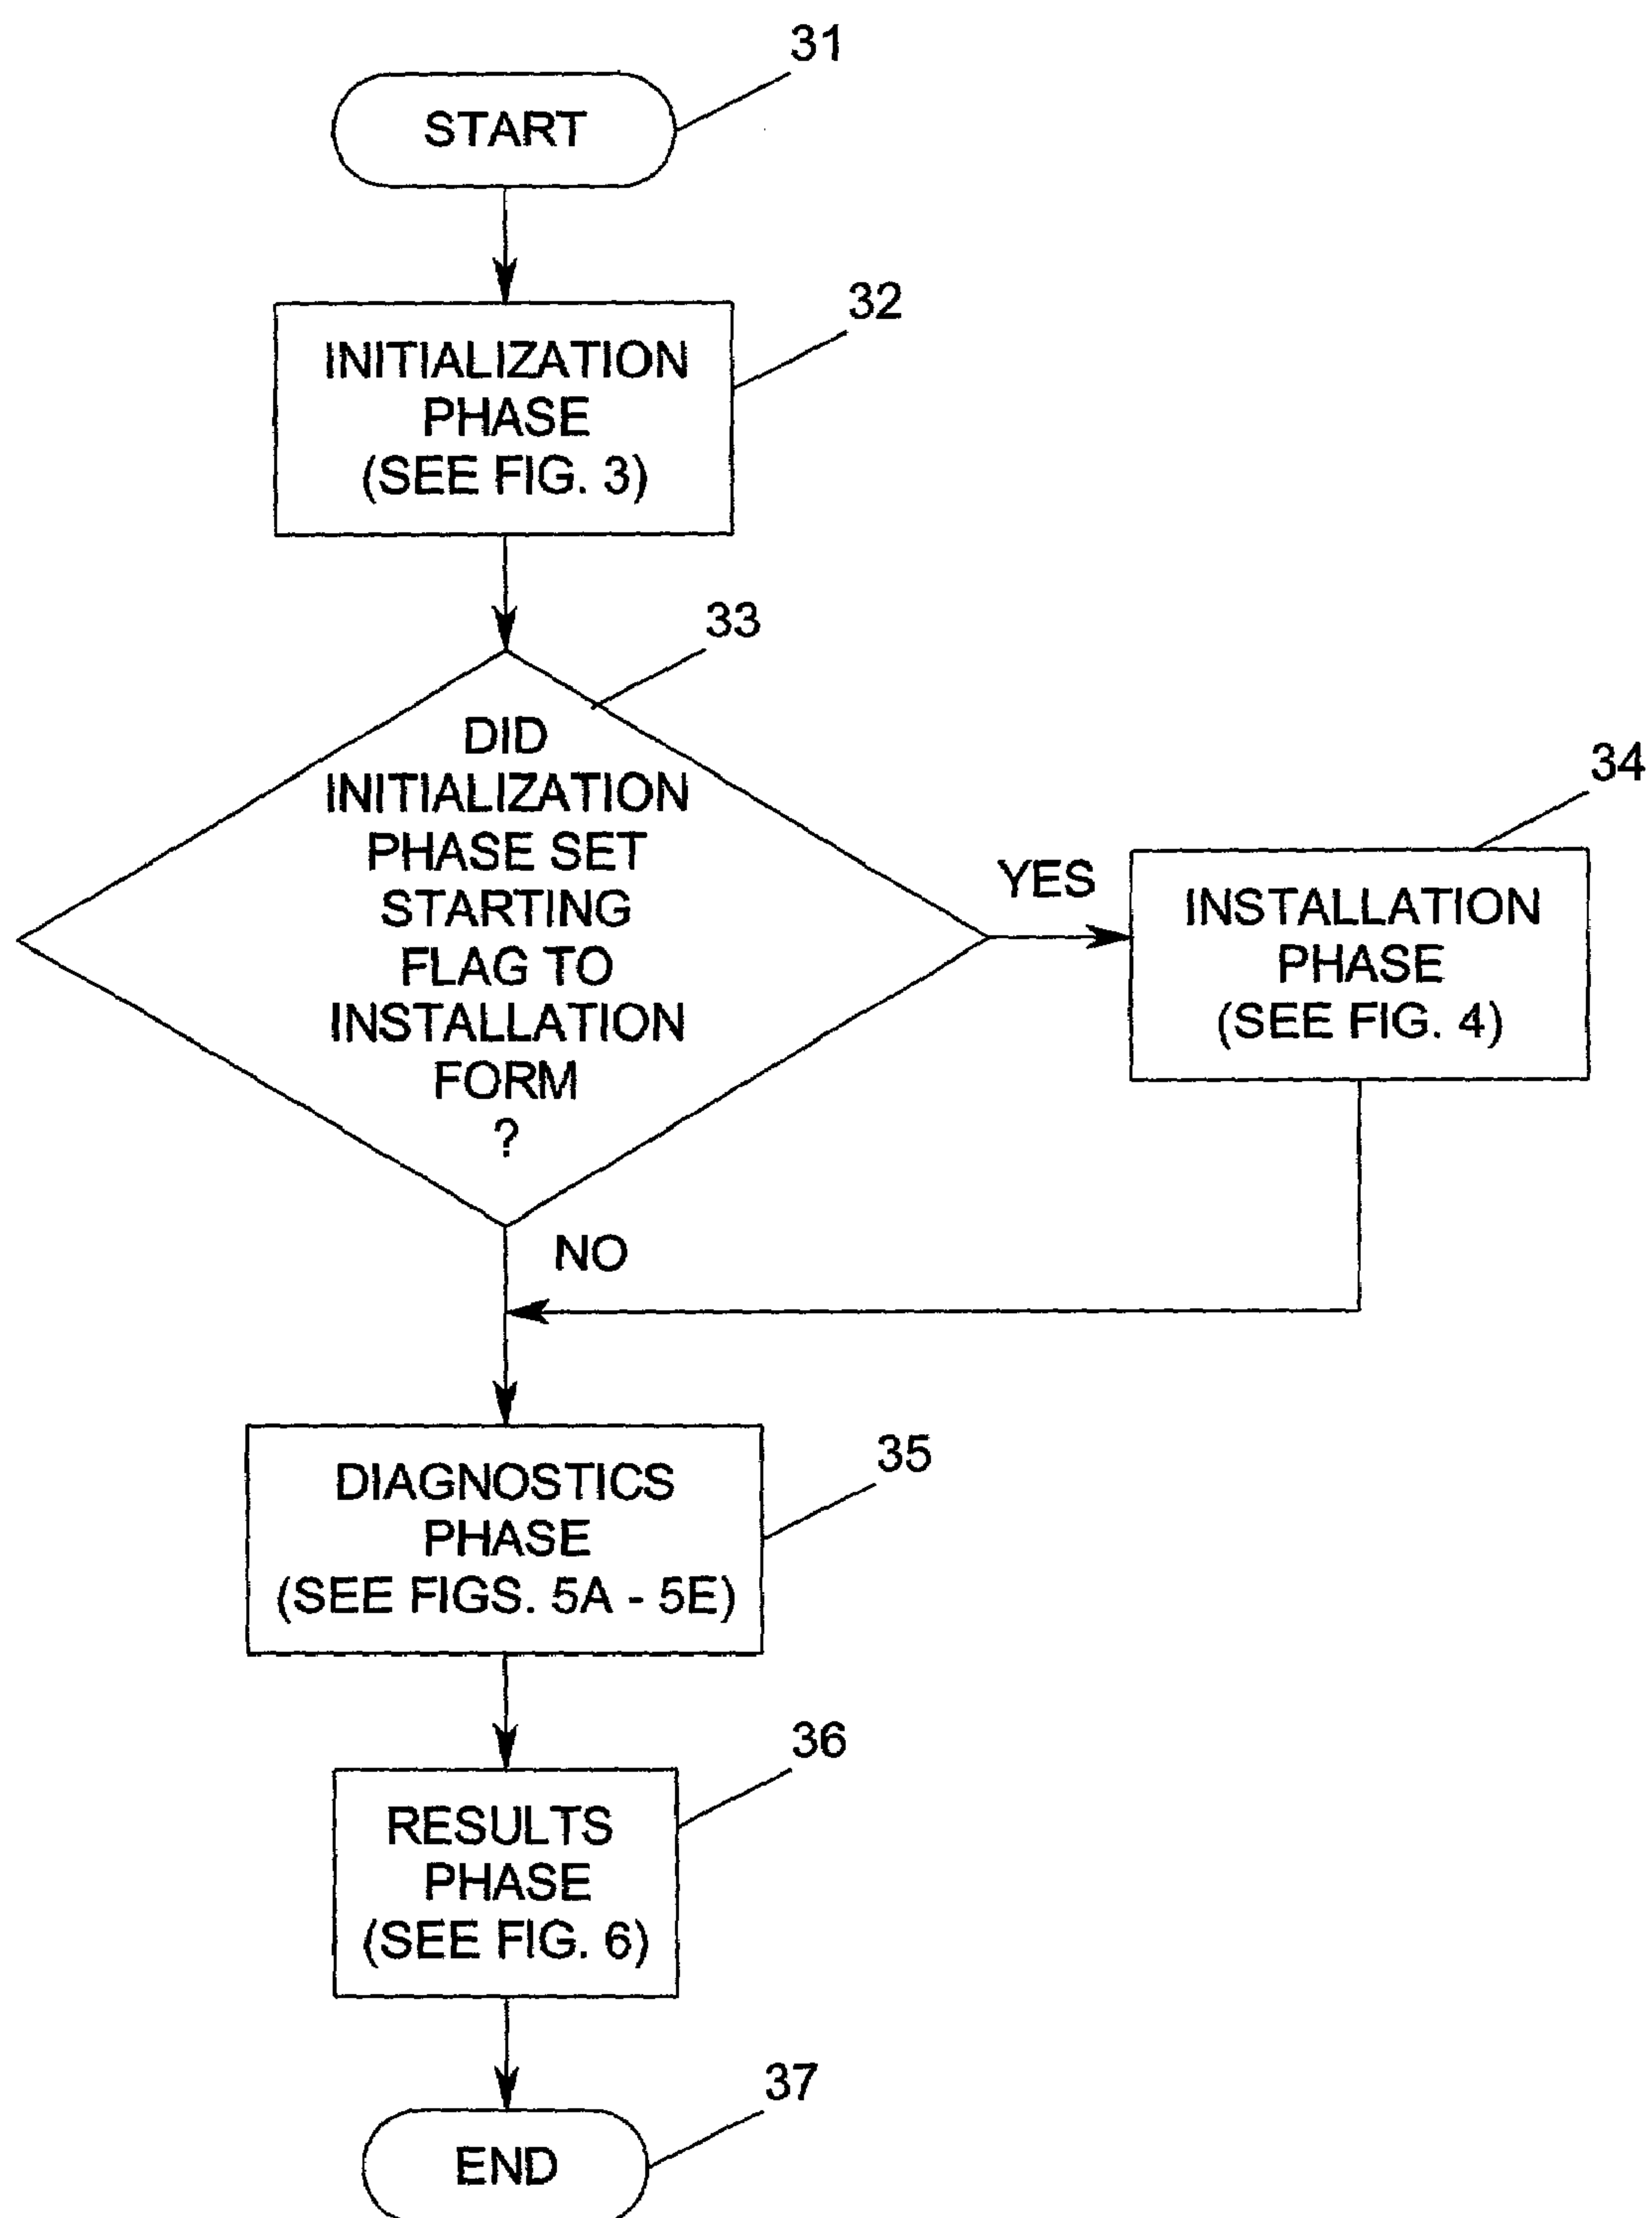 31
START
32
INITIALIZATION
PHASE
(SEE FIG. 3)
33
DID
INITIALIZATION
PHASE SET
STARTING
FLAG TO
INSTALLATION
FORM
?
YES
34
INSTALLATION
PHASE
(SEE FIG. 4)
NO
35
DIAGNOSTICS
PHASE
(SEE FIGS. 5A - 5E)
36
RESULTS
PHASE
(SEE FIG. 6)
37
END